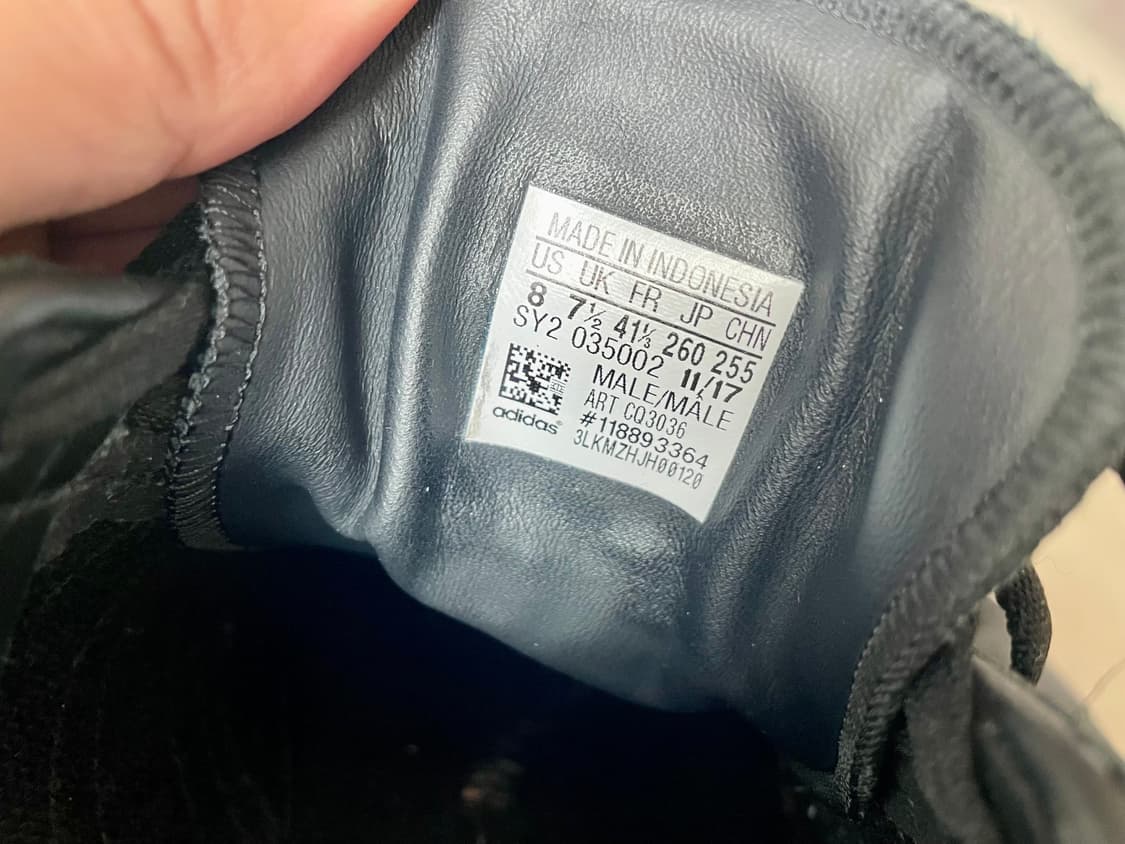 MADE IN INDONESIA
US UK FR JP CHN
8 7½ 41⅓ 260 255
SY2 035002 11/17
MALE/MÂLE
ART CQ3036
#118893364
adidas® 3LKMZHJH00120